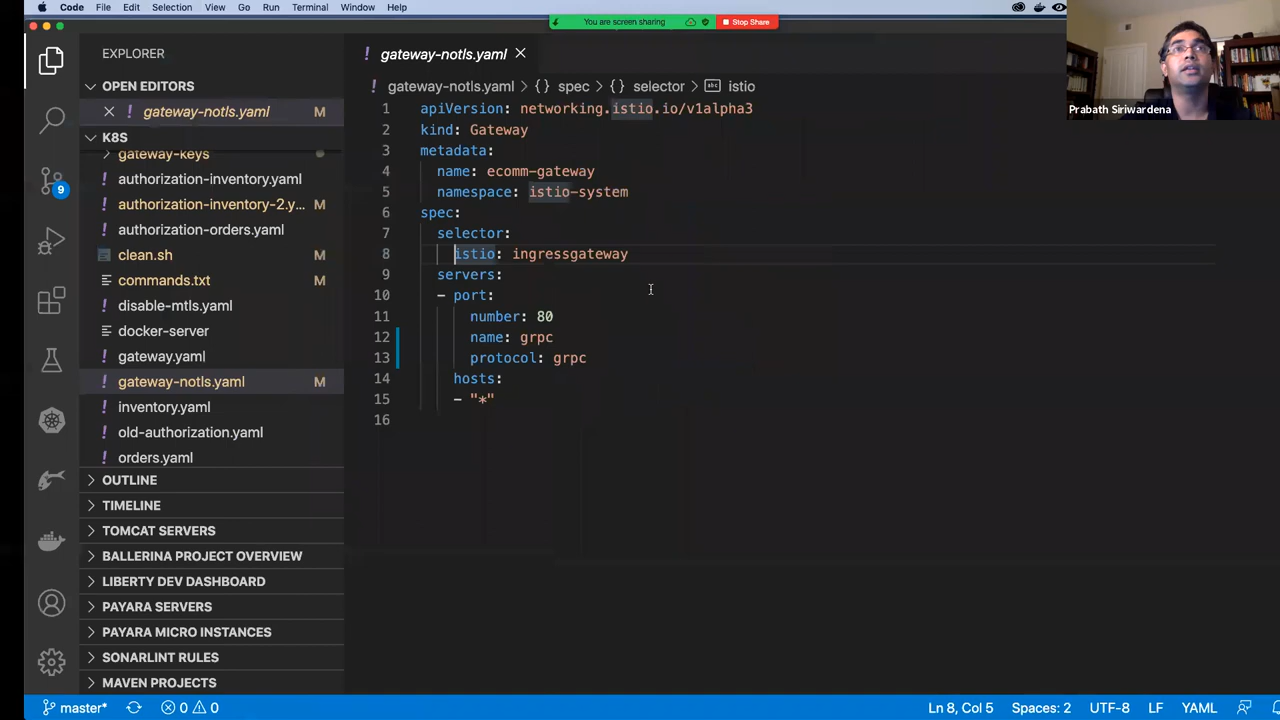 Code File Edit Selection View Go Run Terminal Window Help
You are screen sharing Stop Share
EXPLORER
OPEN EDITORS
gateway-notls.yaml M
K8S
gateway-keys
authorization-inventory.yaml
authorization-inventory-2.y... M
authorization-orders.yaml
clean.sh
commands.txt M
disable-mtls.yaml
docker-server
gateway.yaml
gateway-notls.yaml M
inventory.yaml
old-authorization.yaml
orders.yaml
OUTLINE
TIMELINE
TOMCAT SERVERS
BALLERINA PROJECT OVERVIEW
LIBERTY DEV DASHBOARD
PAYARA SERVERS
PAYARA MICRO INSTANCES
SONARLINT RULES
MAVEN PROJECTS
9
gateway-notls.yaml
gateway-notls.yaml > {} spec > {} selector > abc istio
1 apiVersion: networking.istio.io/v1alpha3
2 kind: Gateway
3 metadata:
4 name: ecomm-gateway
5 namespace: istio-system
6 spec:
7 selector:
8 istio: ingressgateway
9 servers:
10 - port:
11 number: 80
12 name: grpc
13 protocol: grpc
14 hosts:
15 - "*"
16
Prabath Siriwardena
master* 0 0 Ln 8, Col 5 Spaces: 2 UTF-8 LF YAML